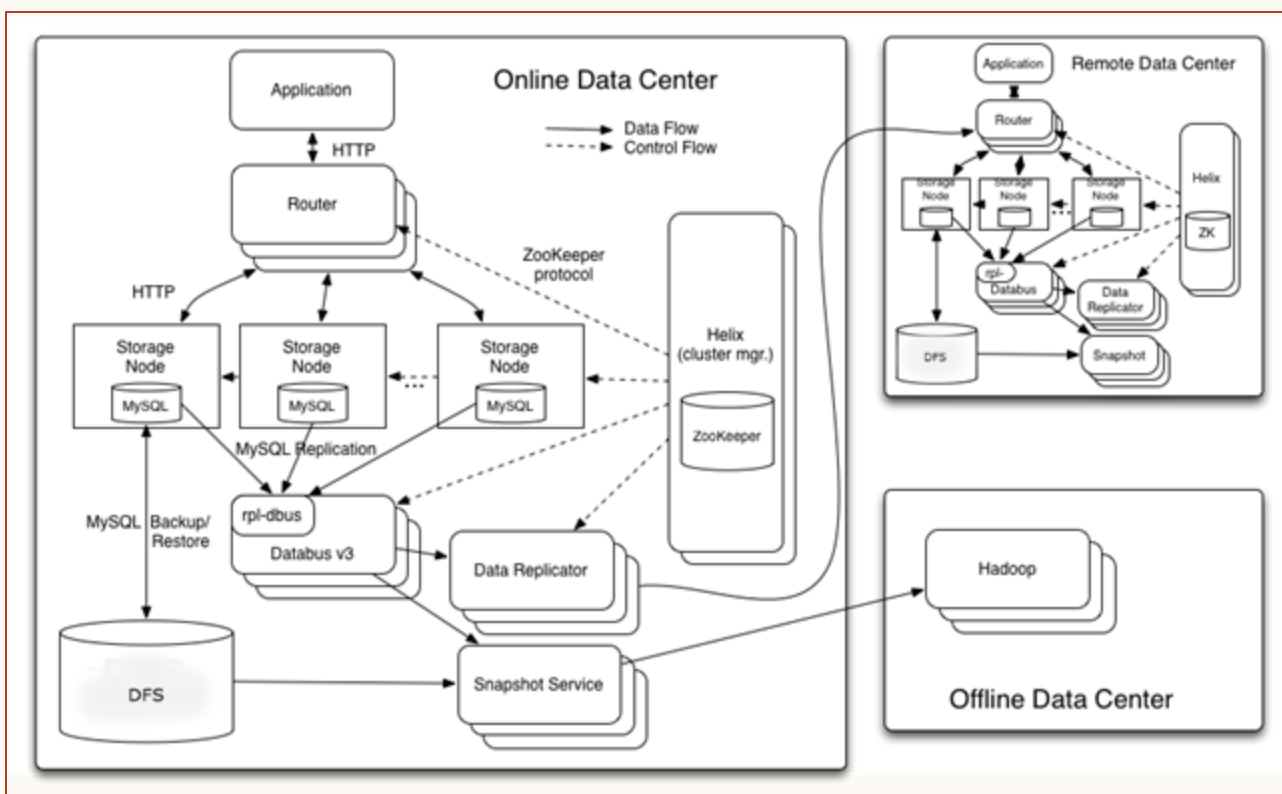 Online Data Center
Application
HTTP
Data Flow
Control Flow
Router
ZooKeeper
protocol
HTTP
Storage
Node
MySQL
Storage
Node
MySQL
...
Storage
Node
MySQL
Helix
(cluster mgr.)
ZooKeeper
MySQL Replication
MySQL Backup/
Restore
rpl-dbus
Databus v3
Data Replicator
DFS
Snapshot Service
Remote Data Center
Application
Router
Storage
Node
Storage
Node
...
Storage
Node
Helix
ZK
rpl-
Databus
Data
Replicator
DFS
Snapshot
Hadoop
Offline Data Center